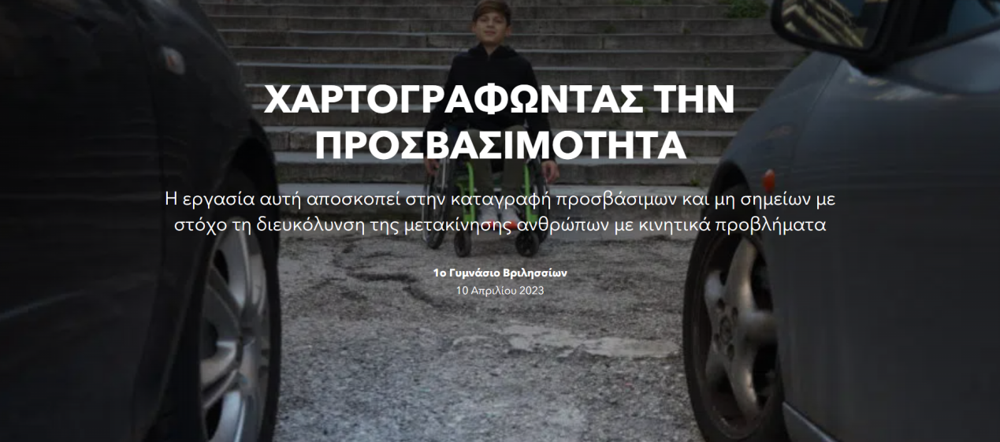 ΧΑΡΤΟΓΡΑΦΩΝΤΑΣ ΤΗΝ
ΠΡΟΣΒΑΣΙΜΟΤΗΤΑ
Η εργασία αυτή αποσκοπεί στην καταγραφή προσβάσιμων και μη σημείων με
στόχο τη διευκόλυνση της μετακίνησης ανθρώπων με κινητικά προβλήματα
1ο Γυμνάσιο Βριλησσίων
10 Απριλίου 2023